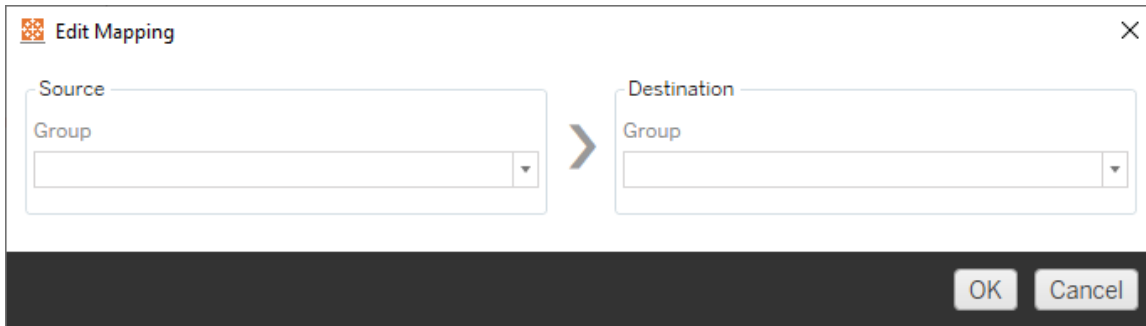 Edit Mapping
Source
Destination
Group
Group
OK
Cancel